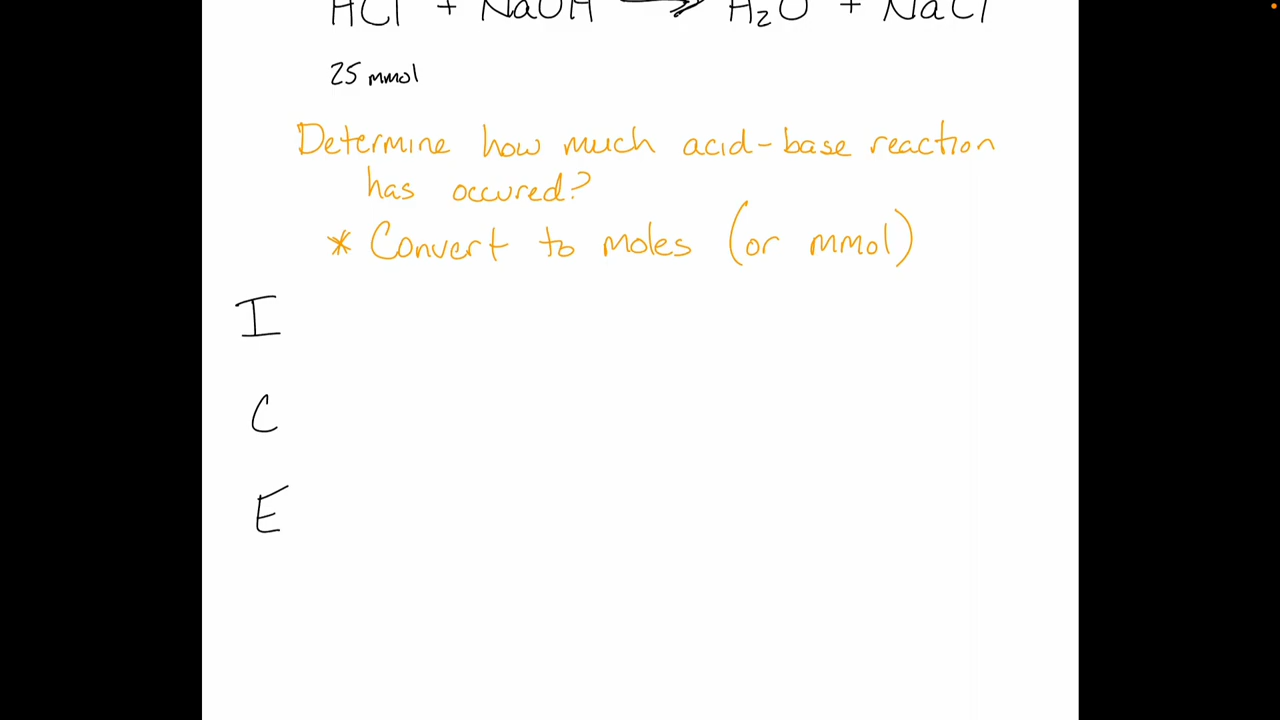 HCl + NaOH → H₂O + NaCl
25 mmol
Determine how much acid-base reaction
has occured?
* Convert to moles (or mmol)
I
C
E